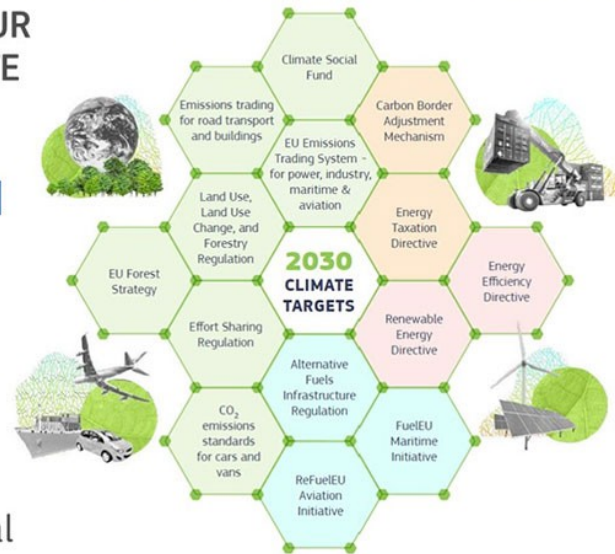 UR
E
Climate Social
Fund
Emissions trading
for road transport
and buildings
Carbon Border
Adjustment
Mechanism
EU Emissions
Trading System –
for power, industry,
maritime &
aviation
Land Use,
Land Use
Change, and
Forestry
Regulation
Energy
Taxation
Directive
2030
CLIMATE
TARGETS
EU Forest
Strategy
Energy
Efficiency
Directive
Effort Sharing
Regulation
Renewable
Energy
Directive
Alternative
Fuels
Infrastructure
Regulation
CO₂
emissions
standards
for cars and
vans
FuelEU
Maritime
Initiative
ReFuelEU
Aviation
Initiative
al